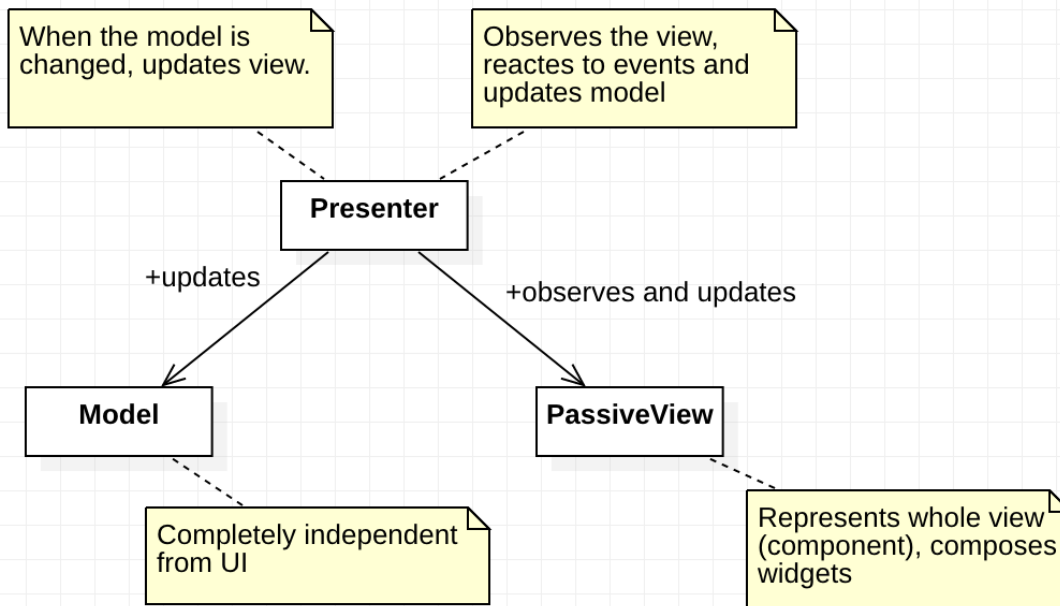 When the model is
changed, updates view.
Observes the view,
reactes to events and
updates model
Presenter
+updates
+observes and updates
Model
PassiveView
Completely independent
from UI
Represents whole view
(component), composes
widgets